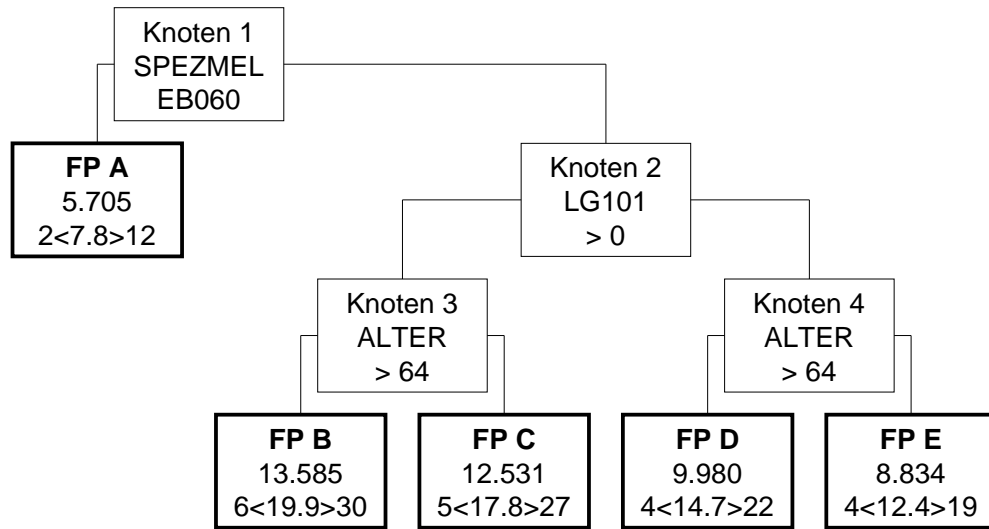 Knoten 1
SPEZMEL
EB060
FP A
5.705
2<7.8>12
Knoten 2
LG101
> 0
Knoten 3
ALTER
> 64
Knoten 4
ALTER
> 64
FP B
13.585
6<19.9>30
FP C
12.531
5<17.8>27
FP D
9.980
4<14.7>22
FP E
8.834
4<12.4>19